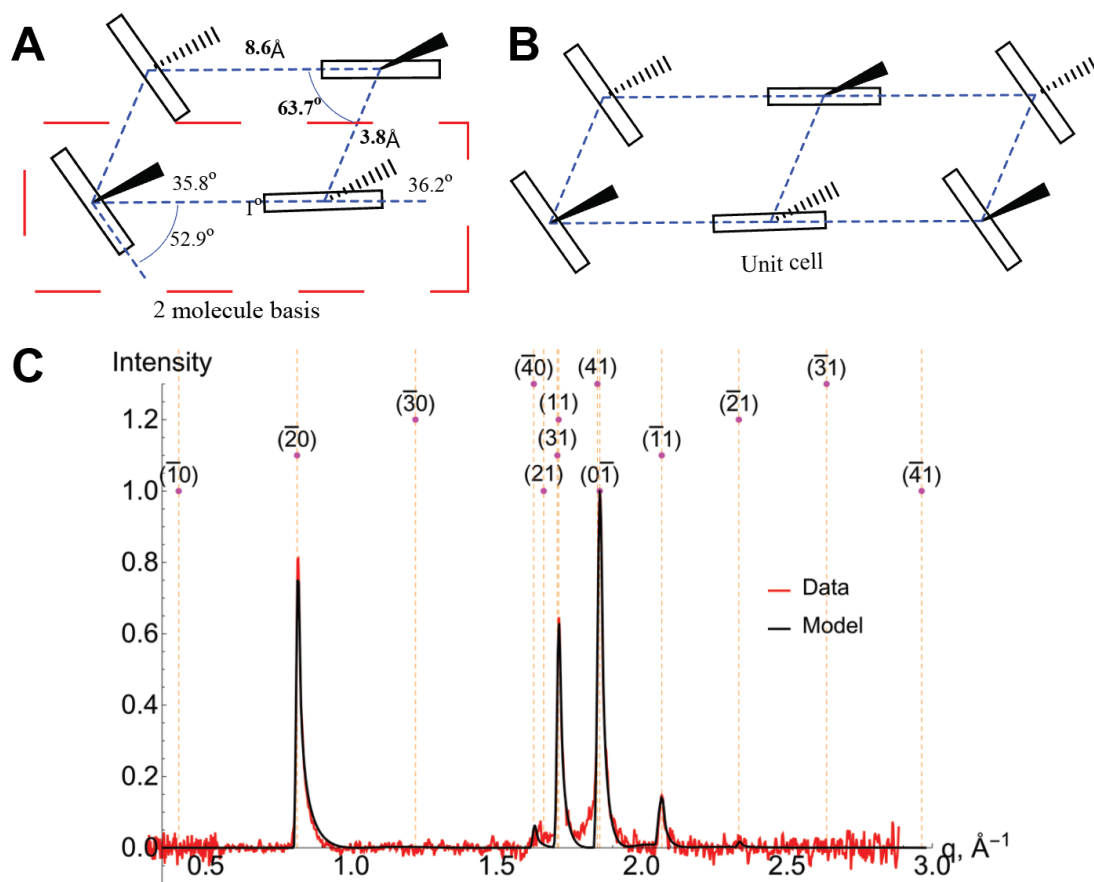 A
8.6Å
63.7°
3.8Å
35.8°
1°
36.2°
52.9°
2 molecule basis
B
Unit cell
C
Intensity
(4̅0)
(41)
(3̅1)
(11)
(3̅0)
(2̅1)
(2̅0)
(31)
(1̅1)
(1̅0)
(21)
(01̅)
(4̅1)
1.2
1.0
0.8
0.6
0.4
0.2
0.0
Data
Model
0.5
1.0
1.5
2.0
2.5
3.0
q, Å⁻¹